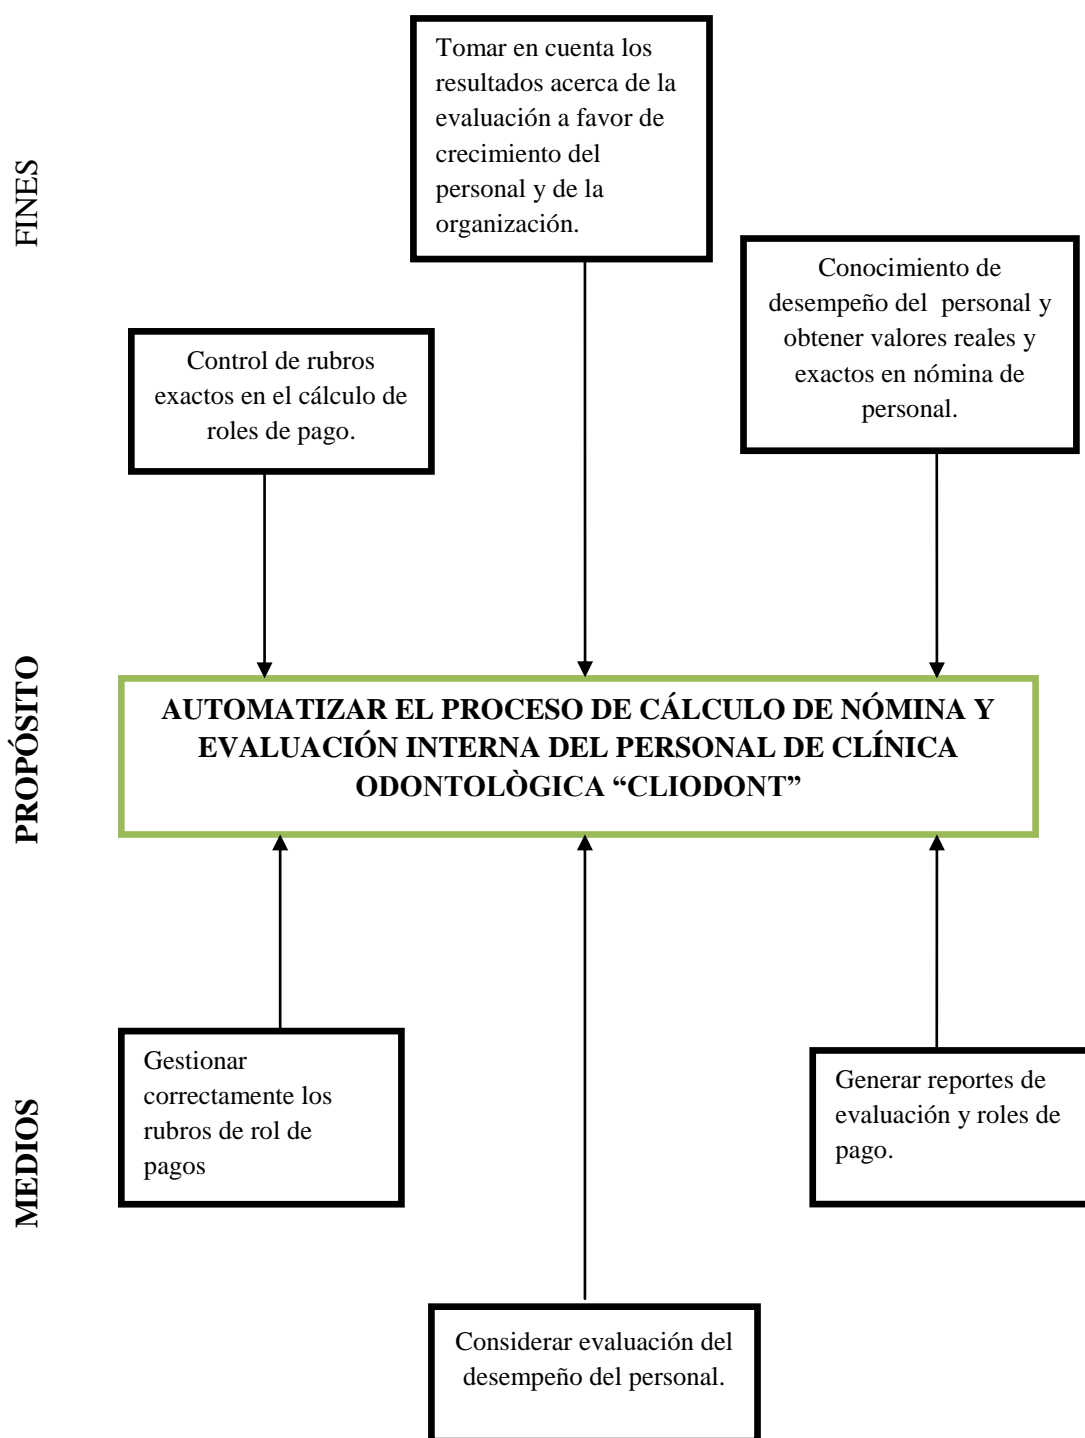 FINES
Tomar en cuenta los
resultados acerca de la
evaluación a favor de
crecimiento del
personal y de la
organización.
Conocimiento de
desempeño del  personal y
obtener valores reales y
exactos en nómina de
personal.
Control de rubros
exactos en el cálculo de
roles de pago.
PROPÓSITO
AUTOMATIZAR EL PROCESO DE CÁLCULO DE NÓMINA Y
EVALUACIÓN INTERNA DEL PERSONAL DE CLÍNICA
ODONTOLÒGICA “CLIODONT”
MEDIOS
Gestionar
correctamente los
rubros de rol de
pagos
Generar reportes de
evaluación y roles de
pago.
Considerar evaluación del
desempeño del personal.